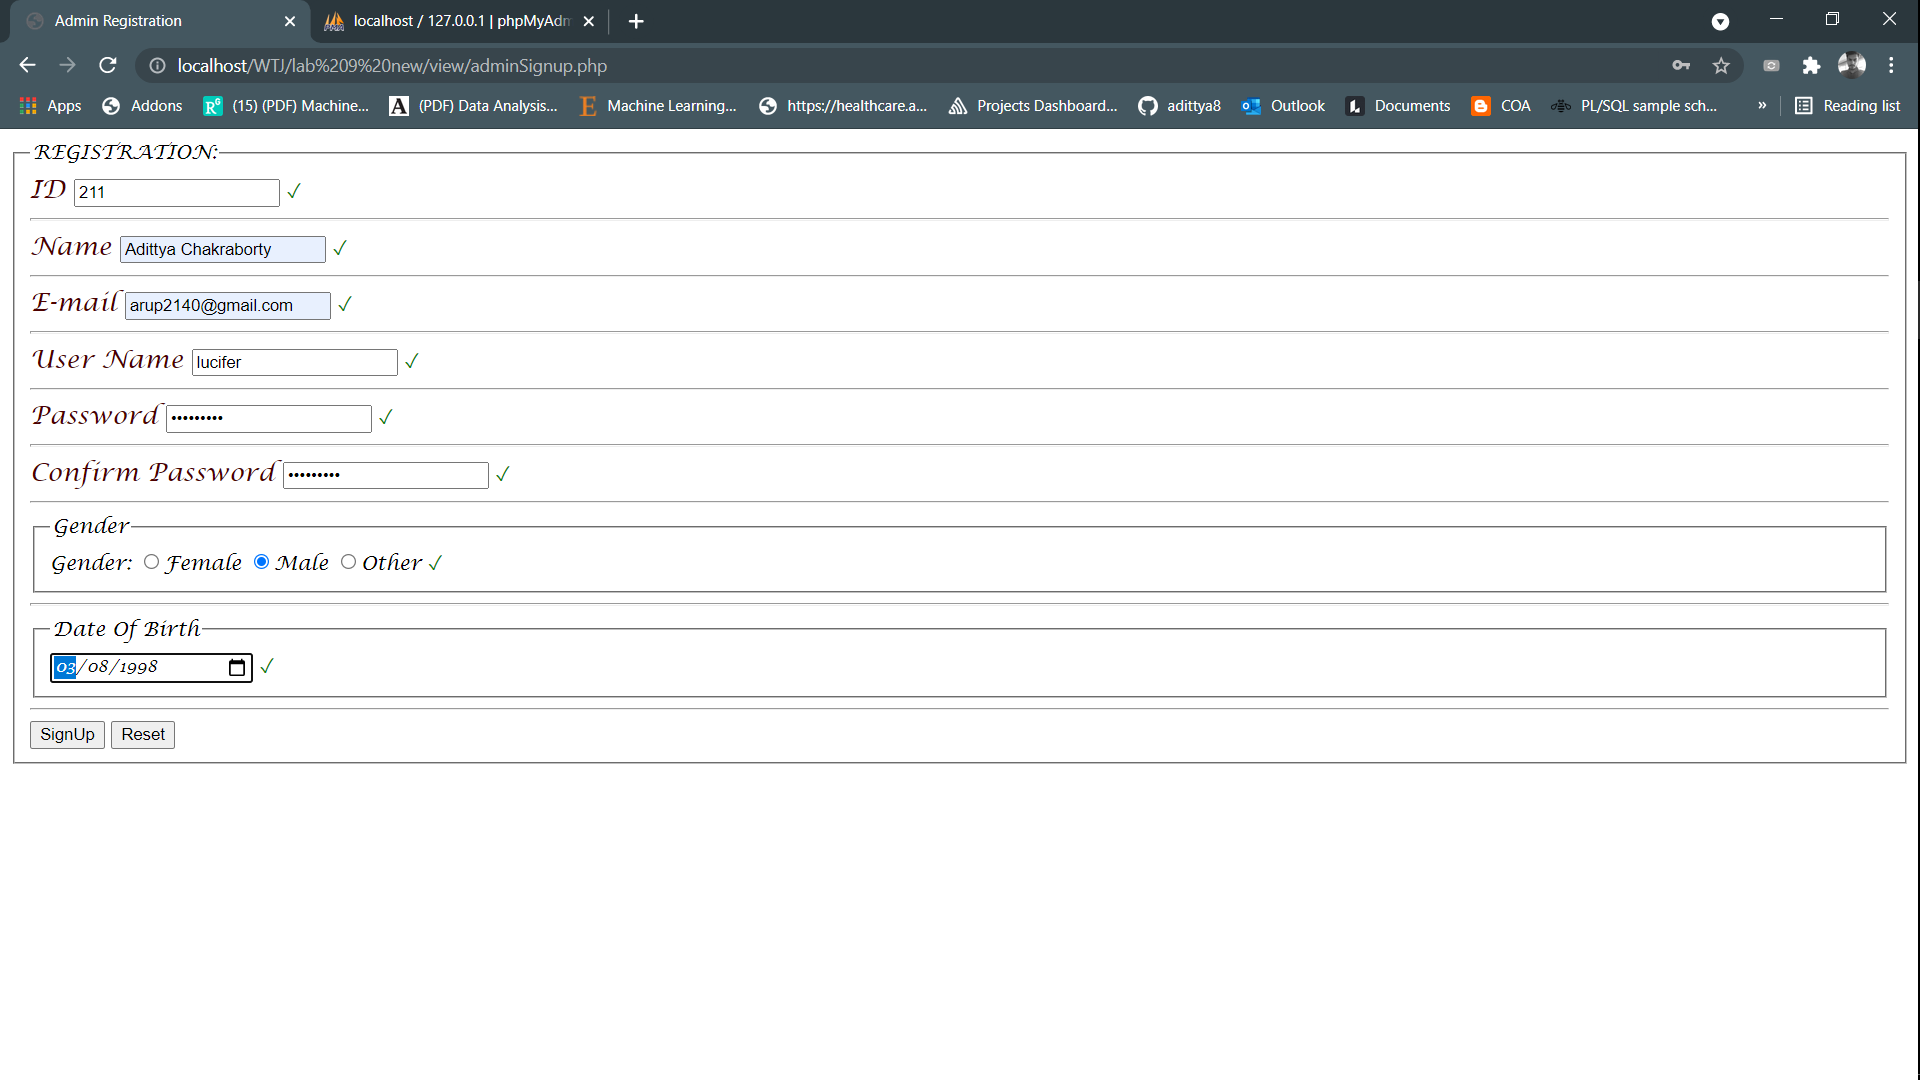 Admin Registration
localhost / 127.0.0.1 | phpMyAdm
localhost/WTJ/lab%209%20new/view/adminSignup.php
Apps Addons (15) (PDF) Machine... (PDF) Data Analysis... Machine Learning... https://healthcare.a... Projects Dashboard... adittya8 Outlook Documents COA PL/SQL sample sch... » Reading list
REGISTRATION:
ID 211 ✓
Name Adittya Chakraborty ✓
E-mail arup2140@gmail.com ✓
User Name lucifer ✓
Password ••••••••• ✓
Confirm Password ••••••••• ✓
Gender
Gender: Female Male Other ✓
Date Of Birth
03/08/1998 ✓
SignUp Reset